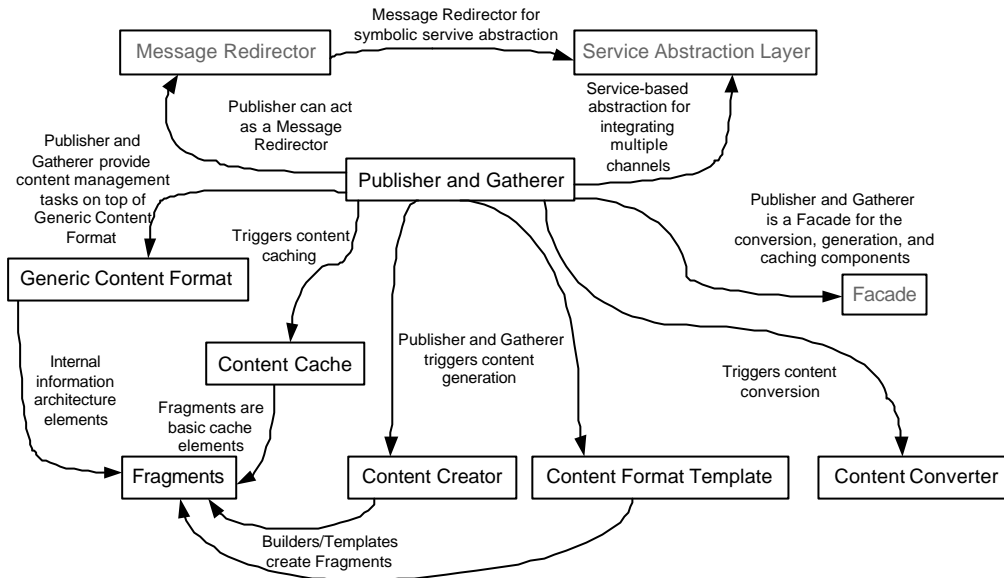 Message Redirector for
symbolic servive abstraction
Message Redirector
Service Abstraction Layer
Publisher can act
as a Message
Redirector
Service-based
abstraction for
integrating
multiple
channels
Publisher and
Gatherer provide
content management
tasks on top of
Generic Content
Format
Publisher and Gatherer
Publisher and Gatherer
is a Facade for the
conversion, generation, and
caching components
Triggers content
caching
Generic Content Format
Facade
Content Cache
Publisher and Gatherer
triggers content
generation
Triggers content
conversion
Internal
information
architecture
elements
Fragments are
basic cache
elements
Fragments
Content Creator
Content Format Template
Content Converter
Builders/Templates
create Fragments